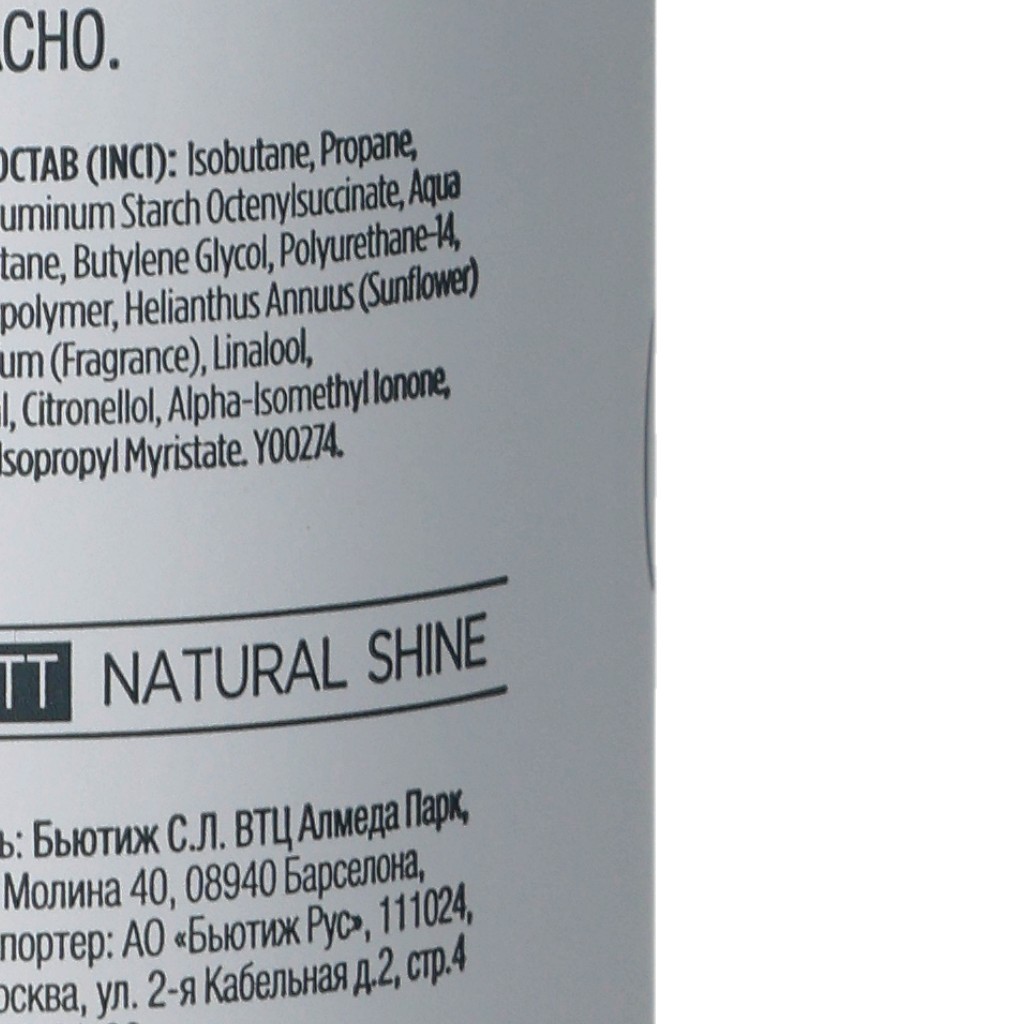 СНО.
ОСТАВ (INCI): Isobutane, Propane,
uminum Starch Octenylsuccinate, Aqua
tane, Butylene Glycol, Polyurethane-14,
polymer, Helianthus Annuus (Sunflower)
um (Fragrance), Linalool,
l, Citronellol, Alpha-Isomethyl Ionone,
Isopropyl Myristate. Y00274.
TT NATURAL SHINE
ь: Бьютиж С.Л. ВТЦ Алмеда Парк,
Молина 40, 08940 Барселона,
портер: АО «Бьютиж Рус», 111024,
осква, ул. 2-я Кабельная д.2, стр.4